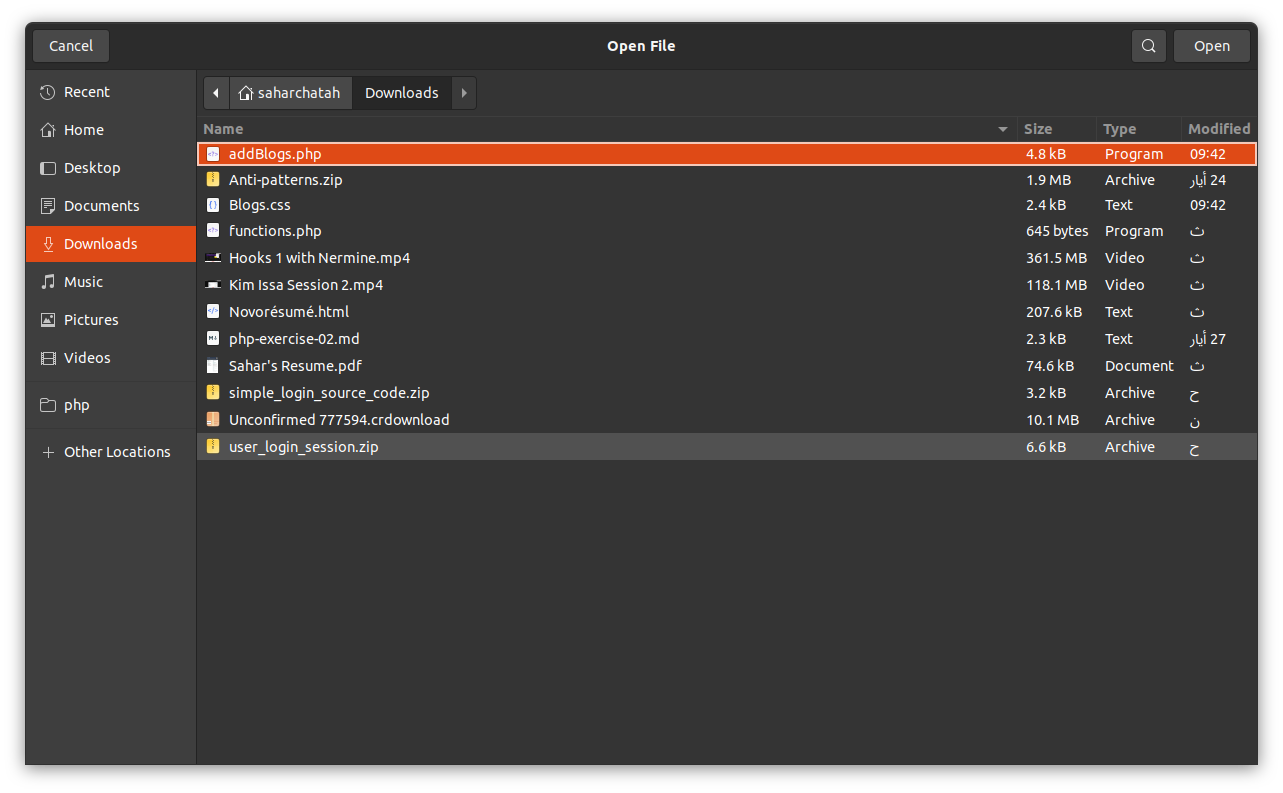 Cancel Open File Open
Recent
Home
Desktop
Documents
Downloads
Music
Pictures
Videos
php
Other Locations
saharchatah Downloads
Name Size Type Modified
addBlogs.php 4.8 kB Program 09:42
Anti-patterns.zip 1.9 MB Archive 24 أيار
Blogs.css 2.4 kB Text 09:42
functions.php 645 bytes Program ث
Hooks 1 with Nermine.mp4 361.5 MB Video ث
Kim Issa Session 2.mp4 118.1 MB Video ث
Novorésumé.html 207.6 kB Text ث
php-exercise-02.md 2.3 kB Text 27 أيار
Sahar's Resume.pdf 74.6 kB Document ث
simple_login_source_code.zip 3.2 kB Archive ح
Unconfirmed 777594.crdownload 10.1 MB Archive ن
user_login_session.zip 6.6 kB Archive ح